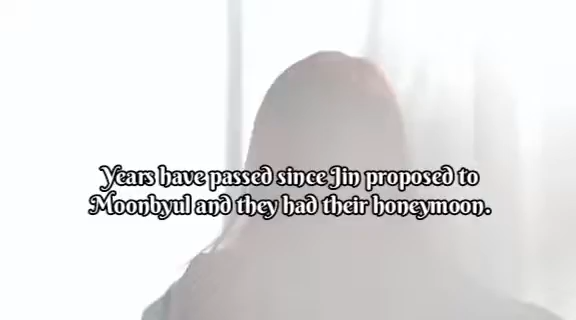 Years have passed since Jin proposed to
Moonbyul and they had their honeymoon.